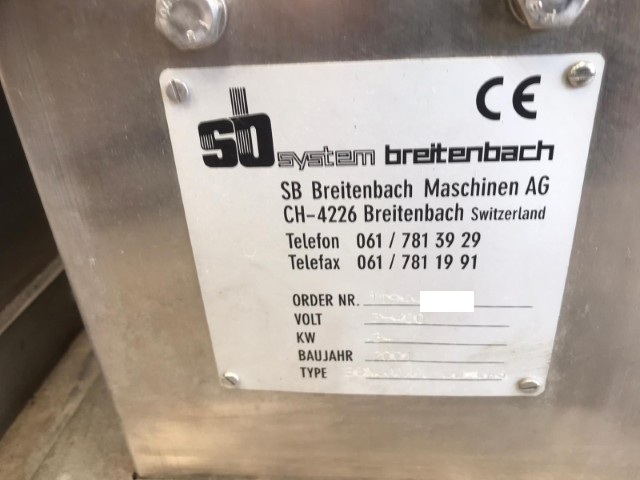 CE
sb system breitenbach
SB Breitenbach Maschinen AG
CH-4226 Breitenbach Switzerland
Telefon 061 / 781 39 29
Telefax 061 / 781 19 91
ORDER NR.
VOLT
KW
BAUJAHR
TYPE